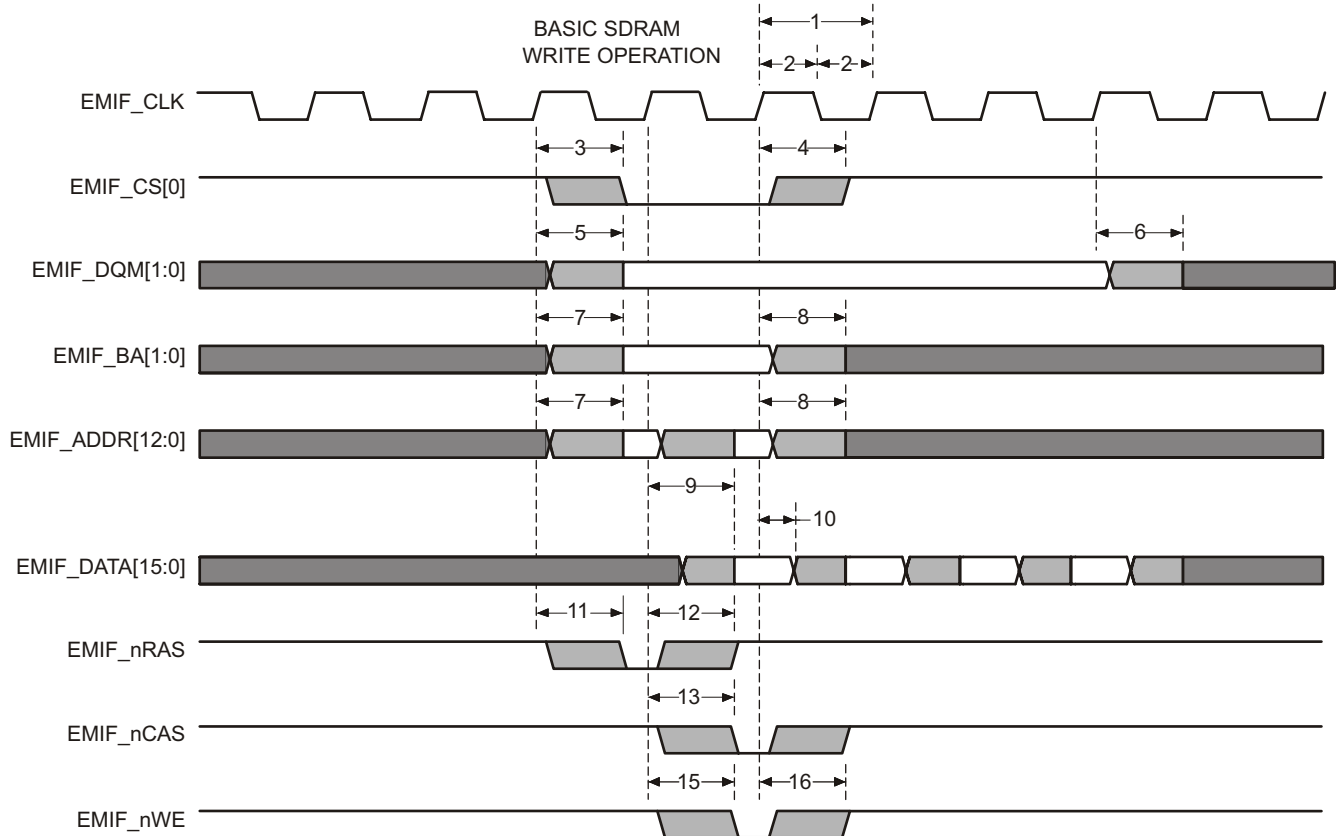 BASIC SDRAM
WRITE OPERATION
1
2 2
EMIF_CLK
3 4
EMIF_CS[0]
5 6
EMIF_DQM[1:0]
7 8
EMIF_BA[1:0]
7 8
EMIF_ADDR[12:0]
9
10
EMIF_DATA[15:0]
11 12
EMIF_nRAS
13
EMIF_nCAS
15 16
EMIF_nWE